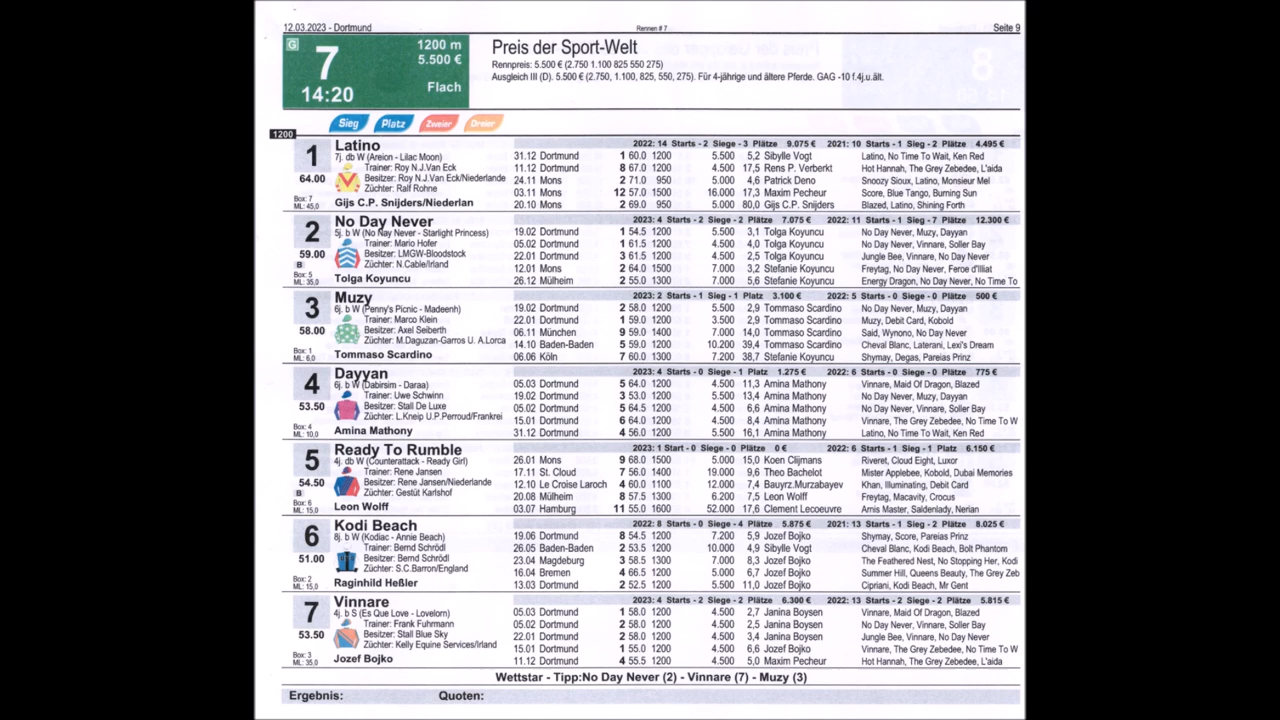 12.03.2023 - Dortmund Rennen # 7 Seite 9
G 7 14:20 1200 m 5.500 € Flach
Preis der Sport-Welt
Rennpreis: 5.500 € (2.750 1.100 825 550 275)
Ausgleich III (D). 5.500 € (2.750, 1.100, 825, 550, 275). Für 4-jährige und ältere Pferde. GAG -10 f.4j.u.ält.
Sieg Platz Zweier Dreier
1200
1 Latino 2022: 14 Starts - 2 Siege - 3 Plätze 9.075 € 2021: 10 Starts - 1 Sieg - 2 Plätze 4.495 €
7j. db W (Areion - Lilac Moon) 31.12 Dortmund 1 60.0 1200 5.500 5,2 Sibylle Vogt Latino, No Time To Wait, Ken Red
Trainer: Roy N.J.Van Eck 11.12 Dortmund 8 67.0 1200 4.500 17,5 Rens P. Verberkt Hot Hannah, The Grey Zebedee, L'aida
64.00 Besitzer: Roy N.J.Van Eck/Niederlande 24.11 Mons 2 71.0 950 5.000 4,6 Patrick Deno Snoozy Sioux, Latino, Monsieur Mel
Züchter: Ralf Rohne 03.11 Mons 12 57.0 1500 16.000 17,3 Maxim Pecheur Score, Blue Tango, Burning Sun
Box: 7 ML: 45,0 Gijs C.P. Snijders/Niederlan 20.10 Mons 2 69.0 950 5.000 80,0 Gijs C.P. Snijders Blazed, Latino, Shining Forth
2 No Day Never 2023: 4 Starts - 2 Siege - 2 Plätze 7.075 € 2022: 11 Starts - 1 Sieg - 7 Plätze 12.300 €
5j. b W (No Nay Never - Starlight Princess) 19.02 Dortmund 1 54.5 1200 5.500 3,1 Tolga Koyuncu No Day Never, Muzy, Dayyan
Trainer: Mario Hofer 05.02 Dortmund 1 61.5 1200 4.500 4,0 Tolga Koyuncu No Day Never, Vinnare, Soller Bay
59.00 Besitzer: LMGW-Bloodstock 22.01 Dortmund 3 61.5 1200 4.500 2,5 Tolga Koyuncu Jungle Bee, Vinnare, No Day Never
B Züchter: N.Cable/Irland 12.01 Mons 2 64.0 1500 7.000 3,2 Stefanie Koyuncu Freytag, No Day Never, Feroe d'Illiat
Box: 5 ML: 35,0 Tolga Koyuncu 26.12 Mülheim 2 55.0 1300 7.000 5,6 Stefanie Koyuncu Energy Dragon, No Day Never, No Time To
3 Muzy 2023: 2 Starts - 1 Sieg - 1 Platz 3.100 € 2022: 5 Starts - 0 Siege - 0 Plätze 500 €
6j. b W (Penny's Picnic - Madeenh) 19.02 Dortmund 2 58.0 1200 5.500 2,9 Tommaso Scardino No Day Never, Muzy, Dayyan
Trainer: Marco Klein 22.01 Dortmund 1 59.0 1200 3.500 2,9 Tommaso Scardino Muzy, Debit Card, Kobold
58.00 Besitzer: Axel Seiberth 06.11 München 9 59.0 1400 7.000 14,0 Tommaso Scardino Said, Wynono, No Day Never
Züchter: M.Daguzan-Garros U. A.Lorca 14.10 Baden-Baden 5 59.0 1200 10.200 39,4 Tommaso Scardino Cheval Blanc, Laterani, Lexi's Dream
Box: 1 ML: 6,0 Tommaso Scardino 06.06 Köln 7 60.0 1300 7.200 38,7 Stefanie Koyuncu Shymay, Degas, Pareias Prinz
4 Dayyan 2023: 4 Starts - 0 Siege - 1 Platz 1.275 € 2022: 6 Starts - 0 Siege - 0 Plätze 775 €
6j. b W (Dabirsim - Daraa) 05.03 Dortmund 5 64.0 1200 4.500 11,3 Amina Mathony Vinnare, Maid Of Dragon, Blazed
Trainer: Uwe Schwinn 19.02 Dortmund 3 53.0 1200 5.500 13,4 Amina Mathony No Day Never, Muzy, Dayyan
53.50 Besitzer: Stall De Luxe 05.02 Dortmund 5 64.5 1200 4.500 6,6 Amina Mathony No Day Never, Vinnare, Soller Bay
Züchter: L.Kneip U.P.Perroud/Frankrei 15.01 Dortmund 6 64.0 1200 4.500 8,4 Amina Mathony Vinnare, The Grey Zebedee, No Time To W
Box: 4 ML: 10,0 Amina Mathony 31.12 Dortmund 4 56.0 1200 5.500 16,1 Amina Mathony Latino, No Time To Wait, Ken Red
5 Ready To Rumble 2023: 1 Start - 0 Siege - 0 Plätze 0 € 2022: 6 Starts - 1 Sieg - 1 Platz 6.150 €
4j. db W (Counterattack - Ready Girl) 26.01 Mons 9 68.0 1500 5.000 15,0 Koen Clijmans Riveret, Cloud Eight, Luxor
Trainer: Rene Jansen 17.11 St. Cloud 7 56.0 1400 19.000 9,6 Theo Bachelot Mister Applebee, Kobold, Dubai Memories
54.50 Besitzer: Rene Jansen/Niederlande 12.10 Le Croise Laroch 4 60.0 1100 12.000 7,4 Bauyrz.Murzabayev Khan, Illuminating, Debit Card
B Züchter: Gestüt Karlshof 20.08 Mülheim 8 57.5 1300 6.200 7,5 Leon Wolff Freytag, Macavity, Crocus
Box: 6 ML: 15,0 Leon Wolff 03.07 Hamburg 11 55.0 1600 52.000 17,6 Clement Lecoeuvre Amis Master, Saldenlady, Nerian
6 Kodi Beach 2022: 8 Starts - 0 Siege - 4 Plätze 5.875 € 2021: 13 Starts - 1 Sieg - 2 Plätze 8.025 €
8j. b W (Kodiac - Annie Beach) 19.06 Dortmund 8 54.5 1200 7.200 5,9 Jozef Bojko Shymay, Score, Pareias Prinz
Trainer: Bernd Schrödl 26.05 Baden-Baden 2 53.5 1200 10.000 4,9 Sibylle Vogt Cheval Blanc, Kodi Beach, Bolt Phantom
51.00 Besitzer: Bernd Schrödl 23.04 Magdeburg 3 58.5 1300 7.000 8,3 Jozef Bojko The Feathered Nest, No Stopping Her, Kodi
Züchter: S.C.Barron/England 16.04 Bremen 4 66.5 1300 5.000 6,7 Jozef Bojko Summer Hill, Queens Beauty, The Grey Zeb
Box: 2 ML: 15,0 Raginhild Heßler 13.03 Dortmund 2 52.5 1200 5.500 11,0 Jozef Bojko Cipriani, Kodi Beach, Mr Gent
7 Vinnare 2023: 4 Starts - 2 Siege - 2 Plätze 6.300 € 2022: 13 Starts - 2 Siege - 2 Plätze 5.815 €
4j. b S (Es Que Love - Lovelorn) 05.03 Dortmund 1 58.0 1200 4.500 2,7 Janina Boysen Vinnare, Maid Of Dragon, Blazed
Trainer: Frank Fuhrmann 05.02 Dortmund 2 58.0 1200 4.500 2,5 Janina Boysen No Day Never, Vinnare, Soller Bay
53.50 Besitzer: Stall Blue Sky 22.01 Dortmund 2 58.0 1200 4.500 3,4 Janina Boysen Jungle Bee, Vinnare, No Day Never
Züchter: Kelly Equine Services/Irland 15.01 Dortmund 1 55.0 1200 4.500 6,6 Jozef Bojko Vinnare, The Grey Zebedee, No Time To W
Box: 3 ML: 35,0 Jozef Bojko 11.12 Dortmund 4 55.5 1200 4.500 5,0 Maxim Pecheur Hot Hannah, The Grey Zebedee, L'aida
Wettstar - Tipp:No Day Never (2) - Vinnare (7) - Muzy (3)
Ergebnis: Quoten: